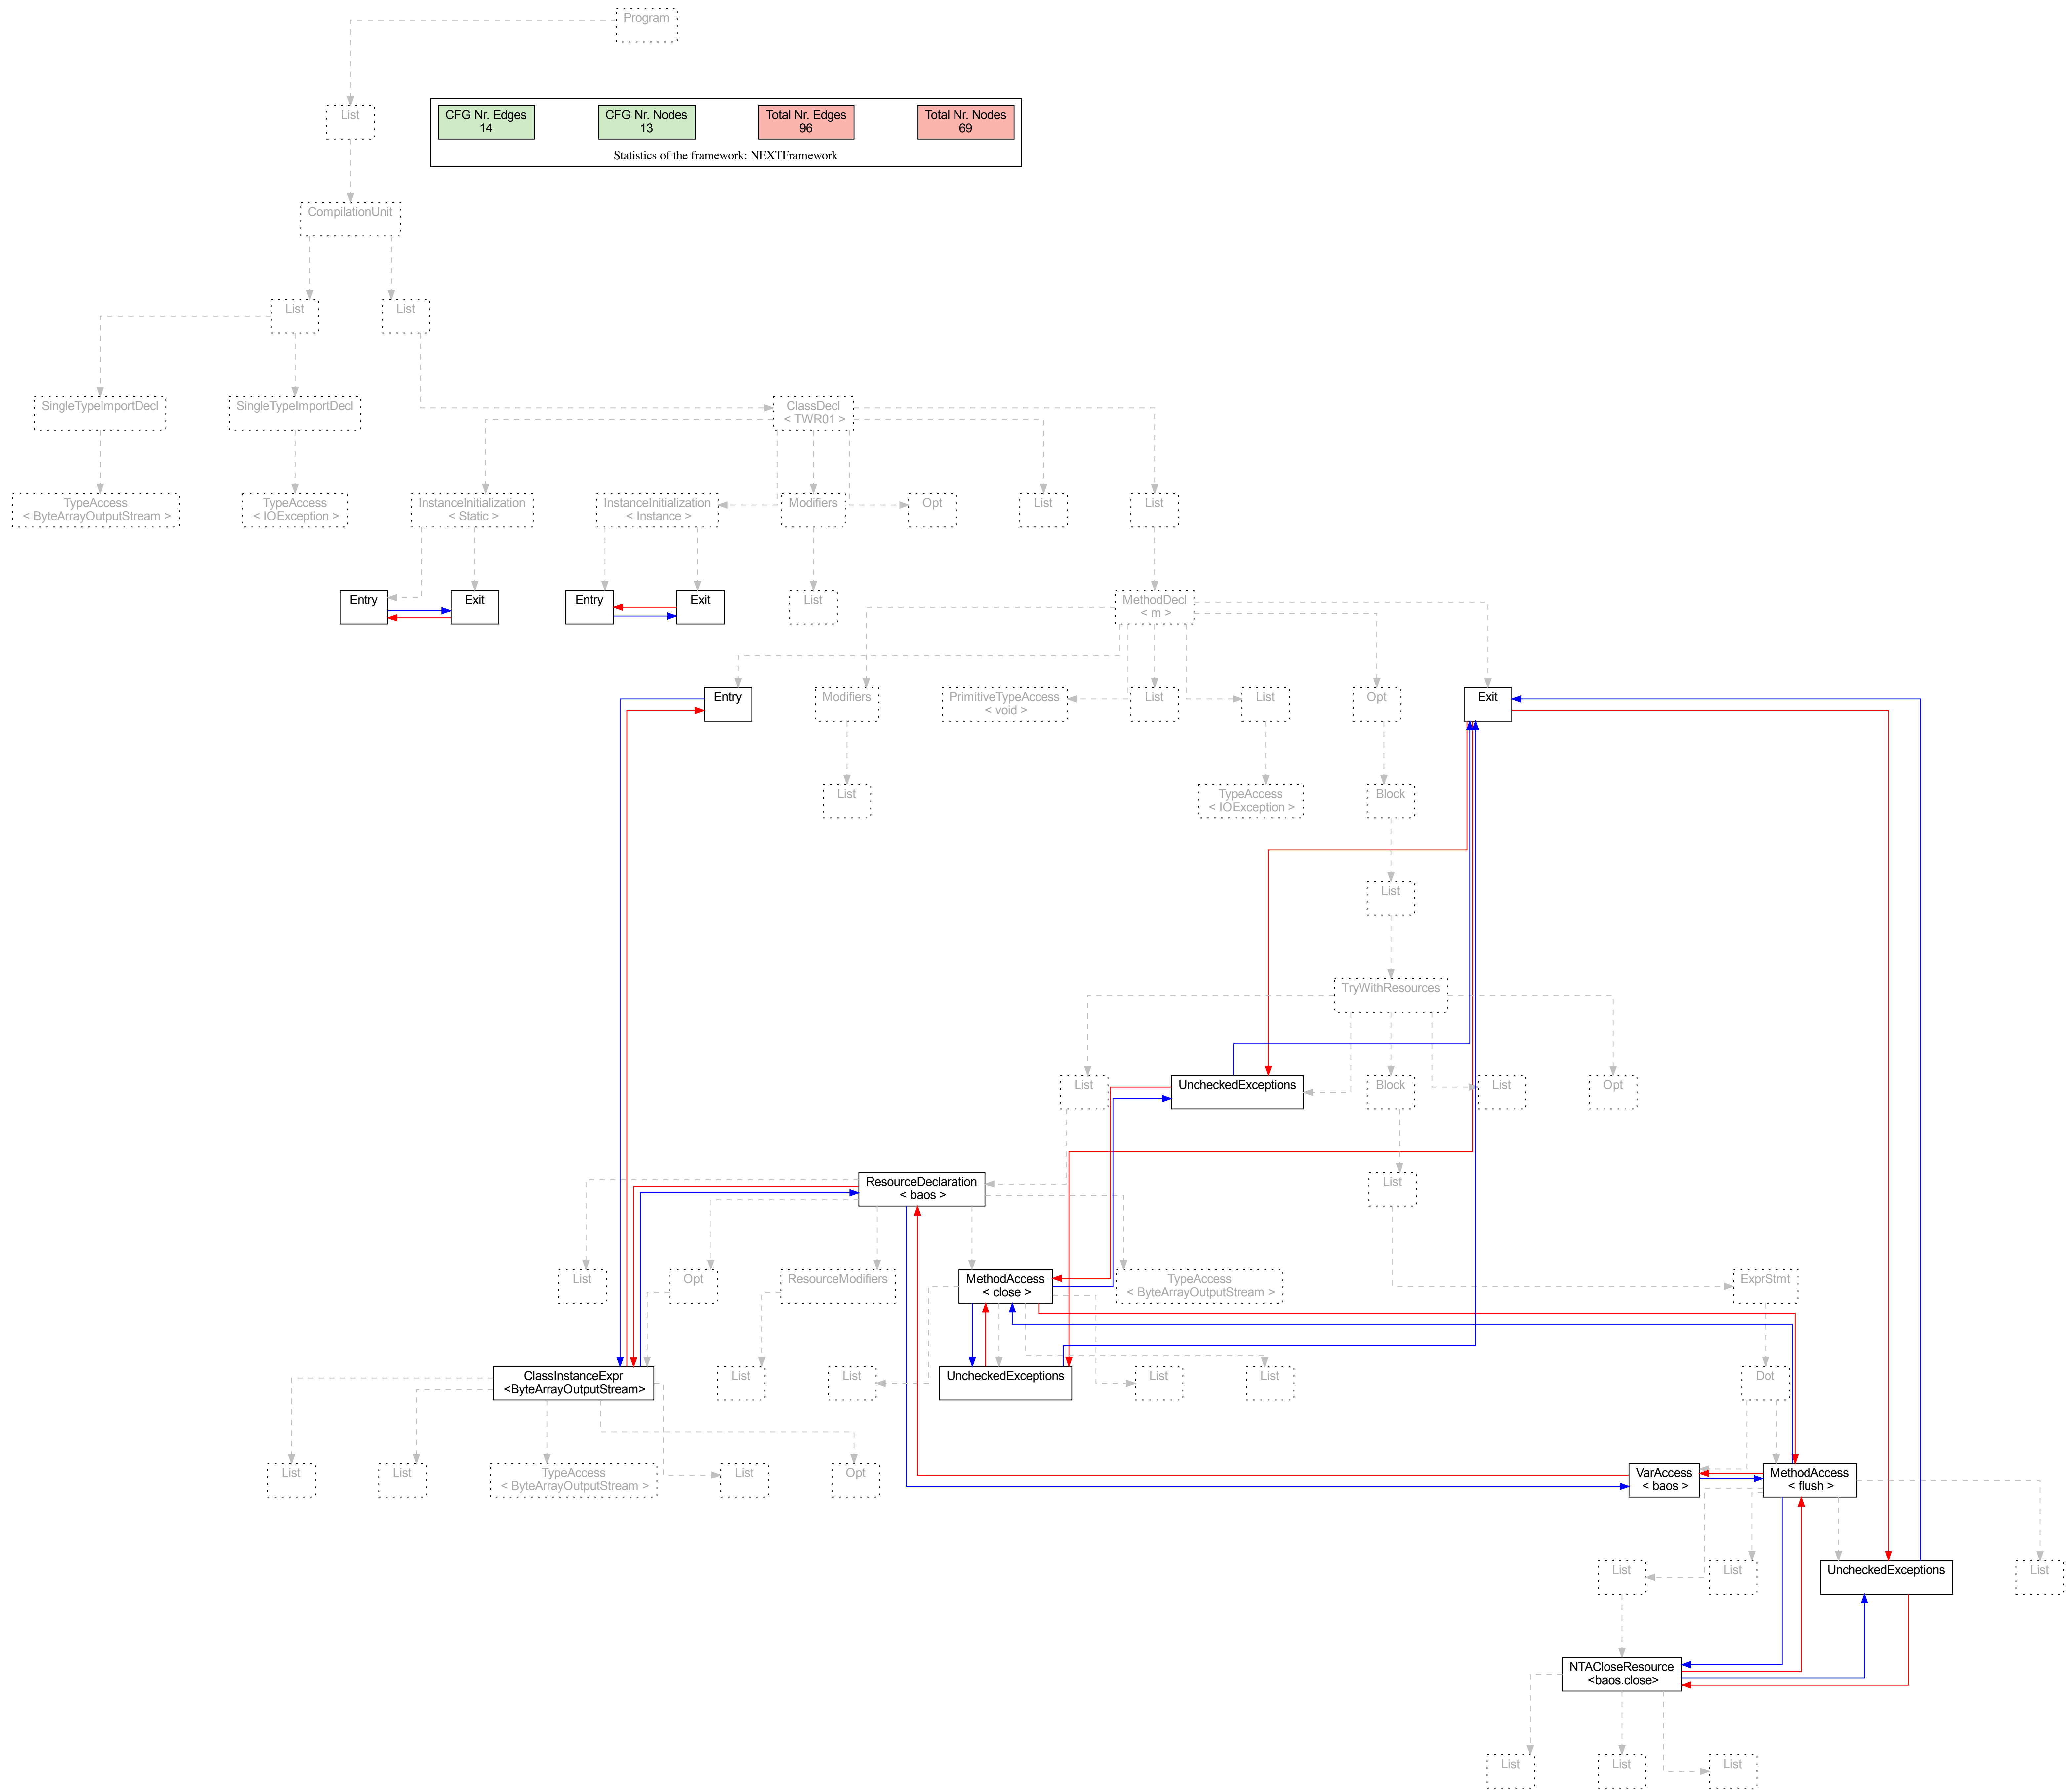 Program
List
CFG Nr. Edges
14
CFG Nr. Nodes
13
Total Nr. Edges
96
Total Nr. Nodes
69
Statistics of the framework: NEXTFramework
CompilationUnit
List
List
SingleTypeImportDecl
SingleTypeImportDecl
ClassDecl
< TWR01 >
TypeAccess
< ByteArrayOutputStream >
TypeAccess
< IOException >
InstanceInitialization
< Static >
InstanceInitialization
< Instance >
Modifiers
Opt
List
List
Entry
Exit
Entry
Exit
List
MethodDecl
< m >
Entry
Modifiers
PrimitiveTypeAccess
< void >
List
List
Opt
Exit
List
TypeAccess
< IOException >
Block
List
TryWithResources
List
UncheckedExceptions
Block
List
Opt
ResourceDeclaration
< baos >
List
List
Opt
ResourceModifiers
MethodAccess
< close >
TypeAccess
< ByteArrayOutputStream >
ExprStmt
ClassInstanceExpr
<ByteArrayOutputStream>
List
List
UncheckedExceptions
List
List
Dot
List
List
TypeAccess
< ByteArrayOutputStream >
List
Opt
VarAccess
< baos >
MethodAccess
< flush >
List
List
UncheckedExceptions
List
NTACloseResource
<baos.close>
List
List
List